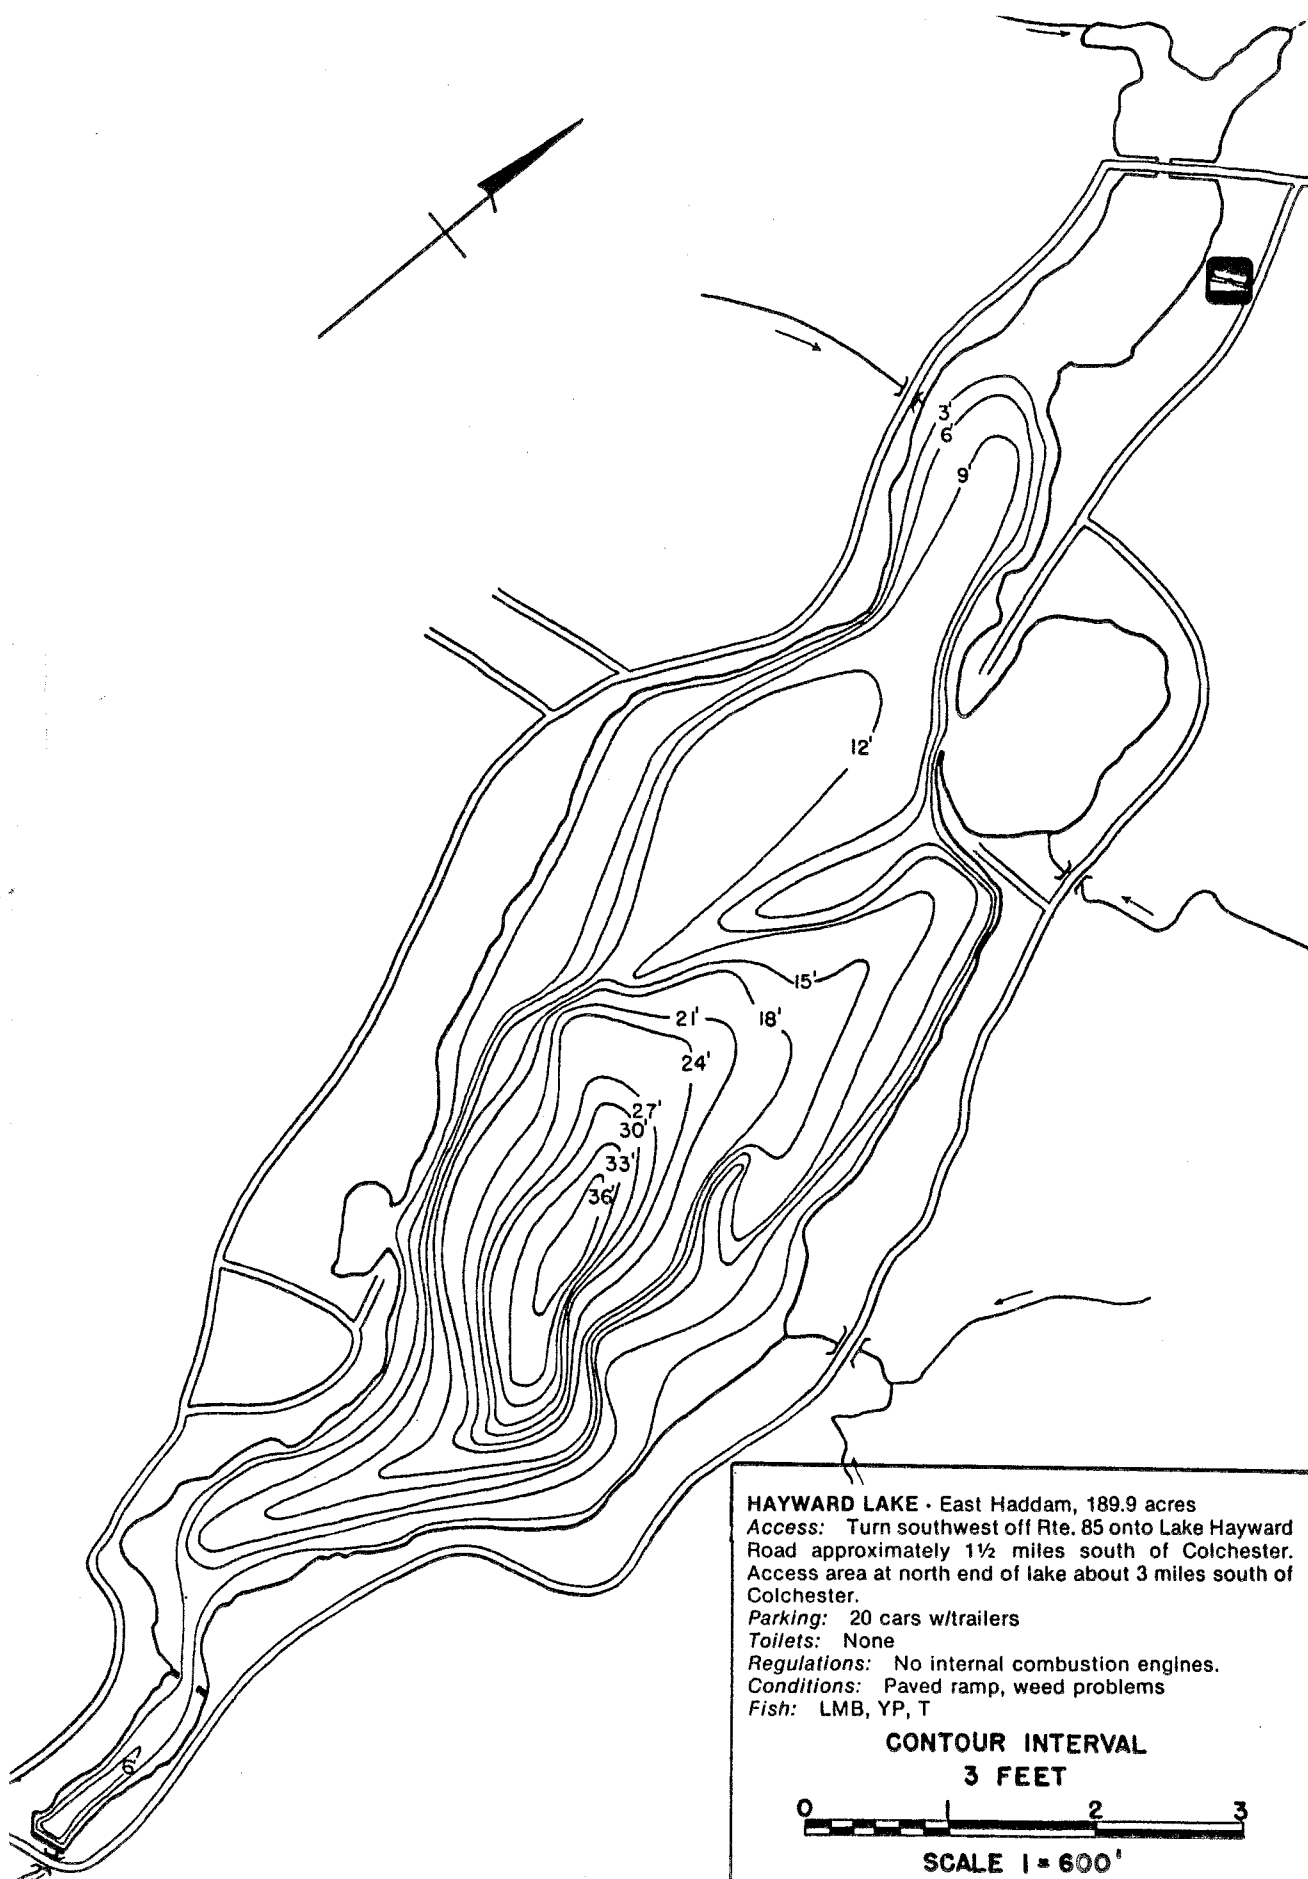 3'
6'
9'
12'
15'
21'
18'
24'
27'
30'
33'
36'
6'
HAYWARD LAKE · East Haddam, 189.9 acres
Access: Turn southwest off Rte. 85 onto Lake Hayward
Road approximately 1½ miles south of Colchester.
Access area at north end of lake about 3 miles south of
Colchester.
Parking: 20 cars w/trailers
Toilets: None
Regulations: No internal combustion engines.
Conditions: Paved ramp, weed problems
Fish: LMB, YP, T
CONTOUR INTERVAL
3 FEET
0 1 2 3
SCALE 1 = 600'